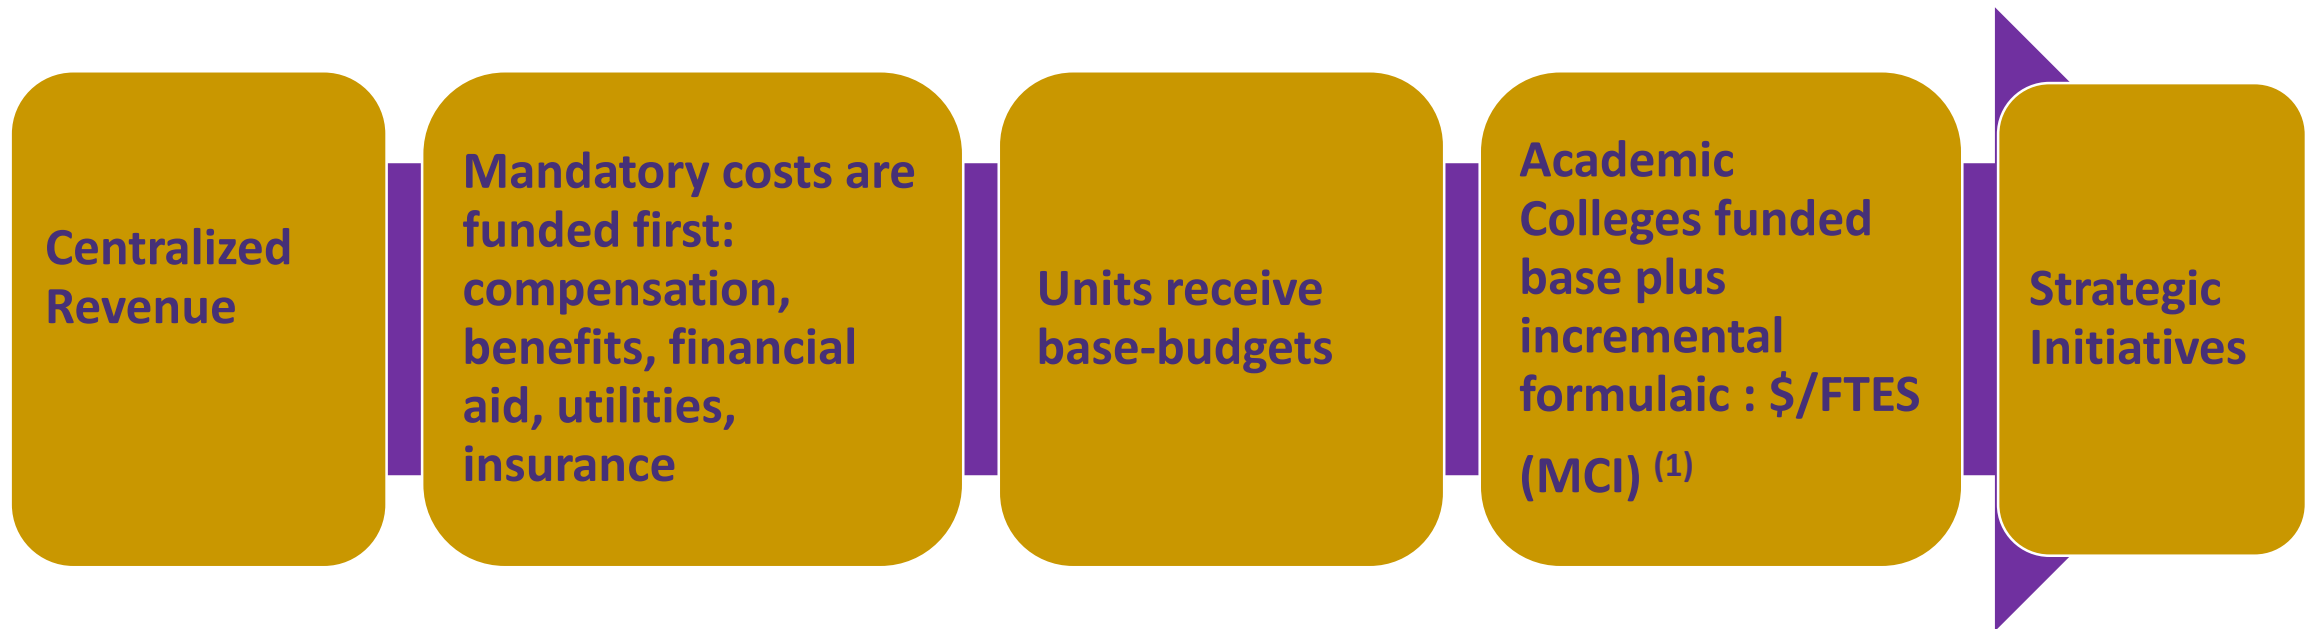 Centralized
Revenue
Mandatory costs are
funded first:
compensation,
benefits, financial
aid, utilities,
insurance
Units receive
base-budgets
Academic
Colleges funded
base plus
incremental
formulaic : $/FTES
(MCI) (1)
Strategic
Initiatives